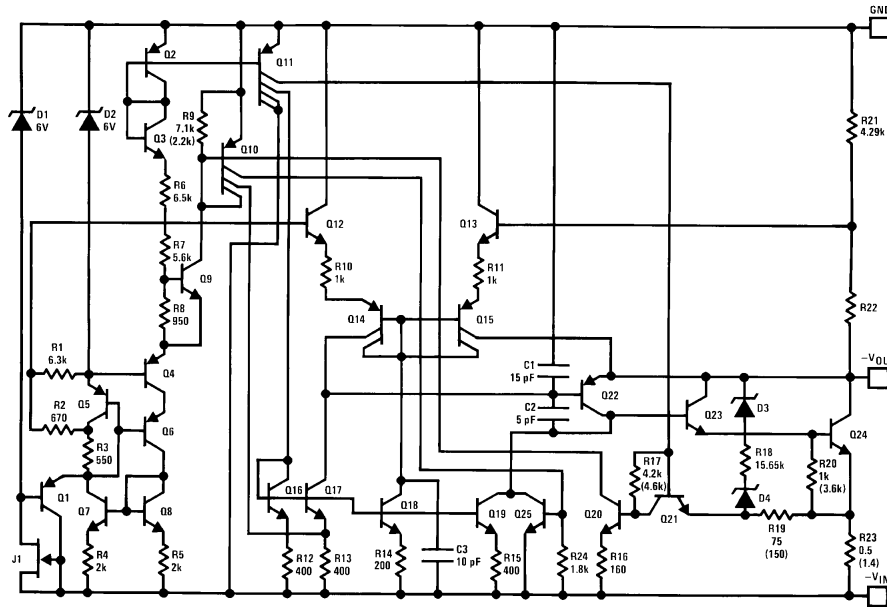 GND
Q2
Q11
D1
6V
D2
6V
Q3
R9
7.1k
(2.2k)
Q10
R21
4.29k
R6
6.5k
Q12
Q13
R7
5.6k
Q9
R10
1k
R11
1k
R8
950
R22
Q14
Q15
R1
6.3k
Q4
C1
15 pF
-VOU
Q5
Q22
Q23
D3
R2
670
Q6
C2
5 pF
Q24
R3
550
R18
15.65k
R17
4.2k
(4.6k)
R20
1k
(3.6k)
Q1
Q7
Q8
Q16
Q17
Q18
Q19
Q25
Q20
Q21
D4
R19
75
(150)
J1
R4
2k
R5
2k
R12
400
R13
400
R14
200
C3
10 pF
R15
400
R24
1.8k
R16
160
R23
0.5
(1.4)
-VIN